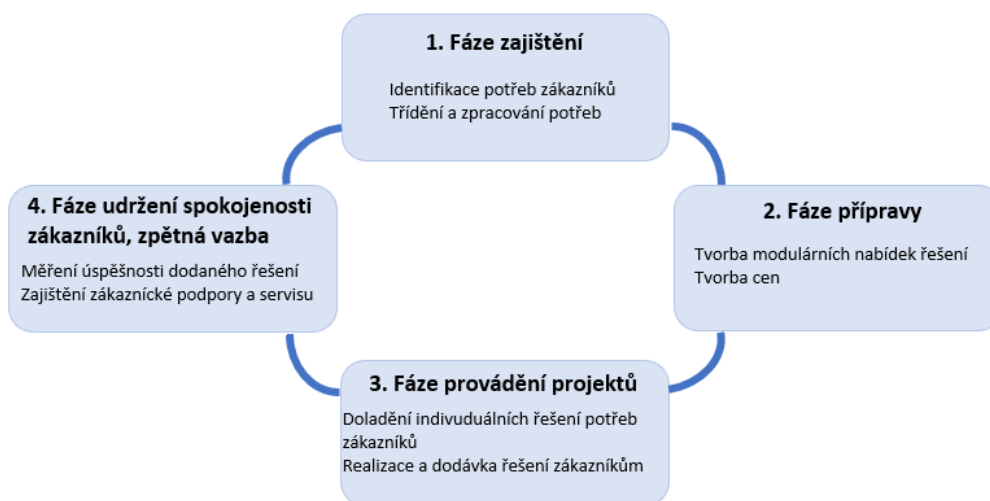 1. Fáze zajištění
Identifikace potřeb zákazníků
Třídění a zpracování potřeb
2. Fáze přípravy
Tvorba modulárních nabídek řešení
Tvorba cen
3. Fáze provádění projektů
Doladění indivuduálních řešení potřeb
zákazníků
Realizace a dodávka řešení zákazníkům
4. Fáze udržení spokojenosti
zákazníků, zpětná vazba
Měření úspěšnosti dodaného řešení
Zajištění zákaznícké podpory a servisu